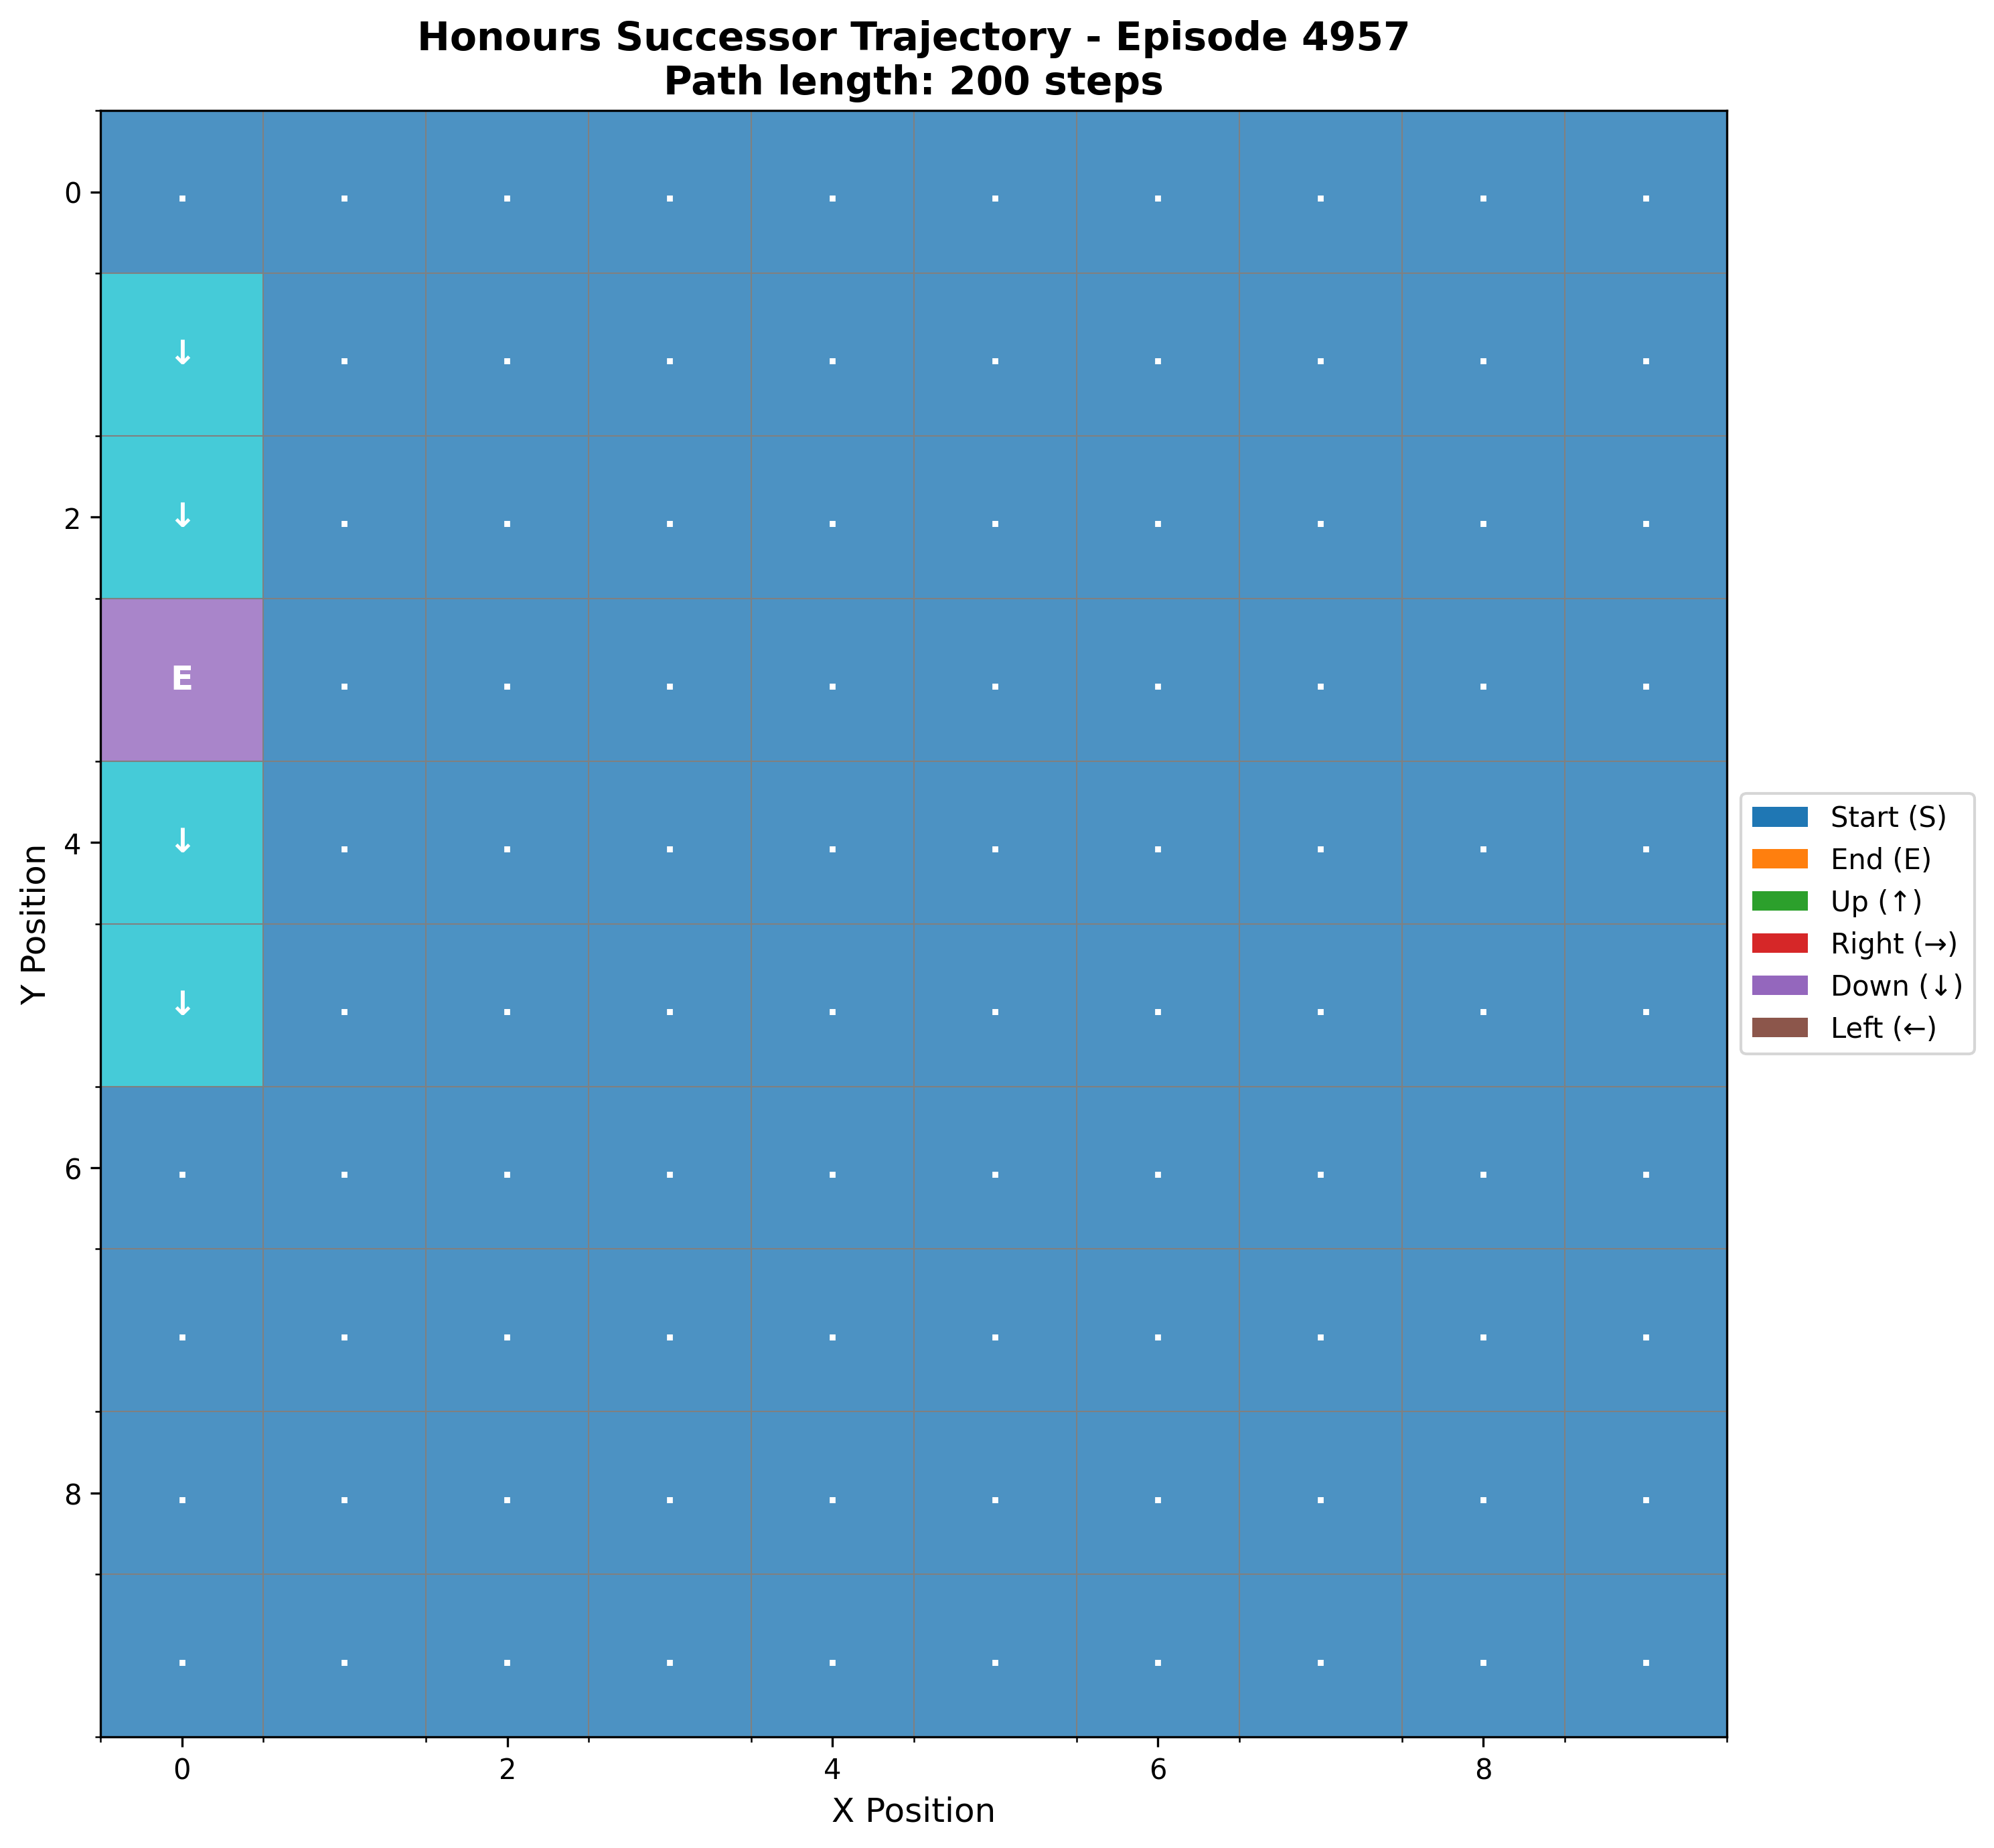 Honours Successor Trajectory - Episode 4957
Path length: 200 steps
0
. . . . . . . . . .
↓ . . . . . . . . .
2
↓ . . . . . . . . .
E . . . . . . . . .
4
↓ . . . . . . . . .
↓ . . . . . . . . .
6
. . . . . . . . . .
. . . . . . . . . .
8
. . . . . . . . . .
. . . . . . . . . .
0 2 4 6 8
X Position
Y Position
Start (S)
End (E)
Up (↑)
Right (→)
Down (↓)
Left (←)